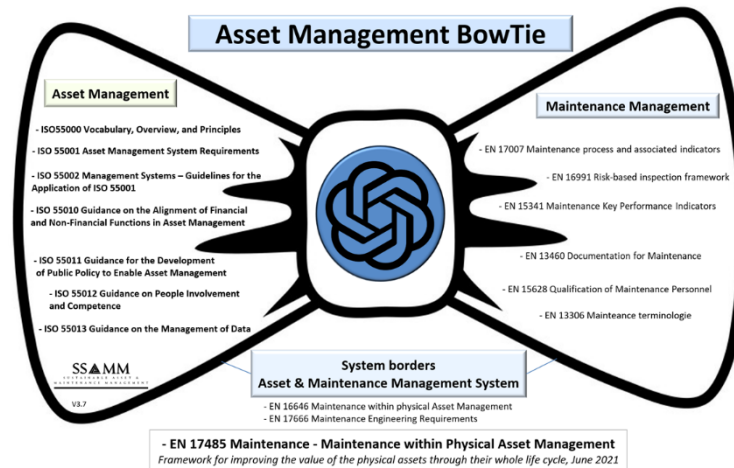 Asset Management BowTie
Asset Management
- ISO55000 Vocabulary, Overview, and Principles
- ISO 55001 Asset Management System Requirements
- ISO 55002 Management Systems – Guidelines for the
Application of ISO 55001
- ISO 55010 Guidance on the Alignment of Financial
and Non-Financial Functions in Asset Management
- ISO 55011 Guidance for the Development
of Public Policy to Enable Asset Management
- ISO 55012 Guidance on People Involvement
and Competence
- ISO 55013 Guidance on the Management of Data
SSAMM
SUSTAINABLE ASSET &
MAINTENANCE MANAGEMENT
V3.7
Maintenance Management
- EN 17007 Maintenance process and associated indicators
- EN 16991 Risk-based inspection framework
- EN 15341 Maintenance Key Performance Indicators
- EN 13460 Documentation for Maintenance
- EN 15628 Qualification of Maintenance Personnel
- EN 13306 Mainteance terminologie
System borders
Asset & Maintenance Management System
- EN 16646 Maintenance within physical Asset Management
- EN 17666 Maintenance Engineering Requirements
- EN 17485 Maintenance - Maintenance within Physical Asset Management
Framework for improving the value of the physical assets through their whole life cycle, June 2021